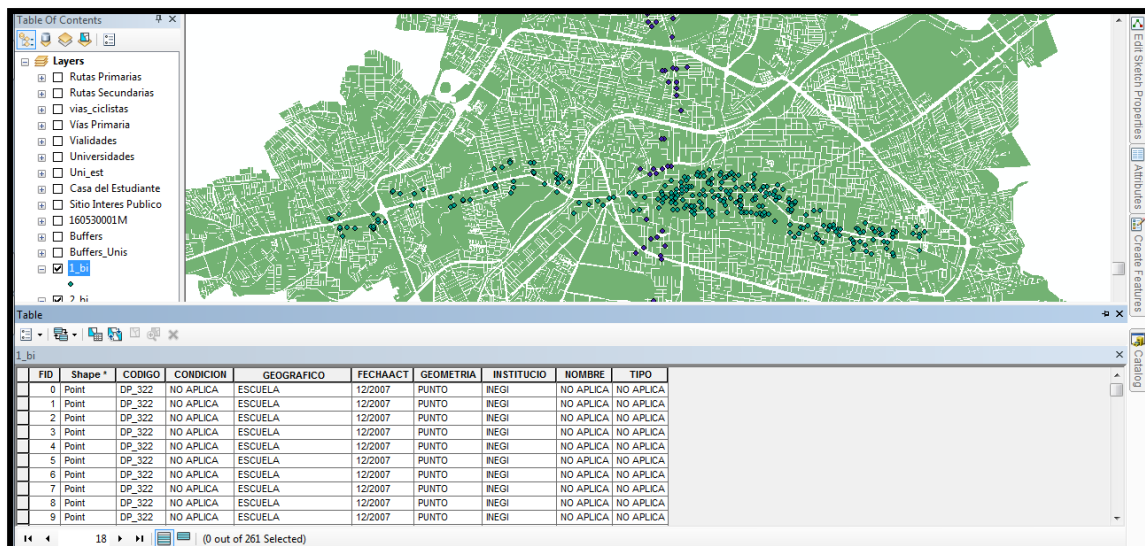 Table Of Contents
Layers
Rutas Primarias
Rutas Secundarias
vias_ciclistas
Vías Primaria
Vialidades
Universidades
Uni_est
Casa del Estudiante
Sitio Interes Publico
160530001M
Buffers
Buffers_Unis
1_bi
2_bi
Edit Sketch Properties
Attributes
Create Features
Catalog
Table
1_bi
FID Shape * CODIGO CONDICION GEOGRAFICO FECHAACT GEOMETRIA INSTITUCIO NOMBRE TIPO
0 Point DP_322 NO APLICA ESCUELA 12/2007 PUNTO INEGI NO APLICA NO APLICA
1 Point DP_322 NO APLICA ESCUELA 12/2007 PUNTO INEGI NO APLICA NO APLICA
2 Point DP_322 NO APLICA ESCUELA 12/2007 PUNTO INEGI NO APLICA NO APLICA
3 Point DP_322 NO APLICA ESCUELA 12/2007 PUNTO INEGI NO APLICA NO APLICA
4 Point DP_322 NO APLICA ESCUELA 12/2007 PUNTO INEGI NO APLICA NO APLICA
5 Point DP_322 NO APLICA ESCUELA 12/2007 PUNTO INEGI NO APLICA NO APLICA
6 Point DP_322 NO APLICA ESCUELA 12/2007 PUNTO INEGI NO APLICA NO APLICA
7 Point DP_322 NO APLICA ESCUELA 12/2007 PUNTO INEGI NO APLICA NO APLICA
8 Point DP_322 NO APLICA ESCUELA 12/2007 PUNTO INEGI NO APLICA NO APLICA
9 Point DP_322 NO APLICA ESCUELA 12/2007 PUNTO INEGI NO APLICA NO APLICA
18 (0 out of 261 Selected)